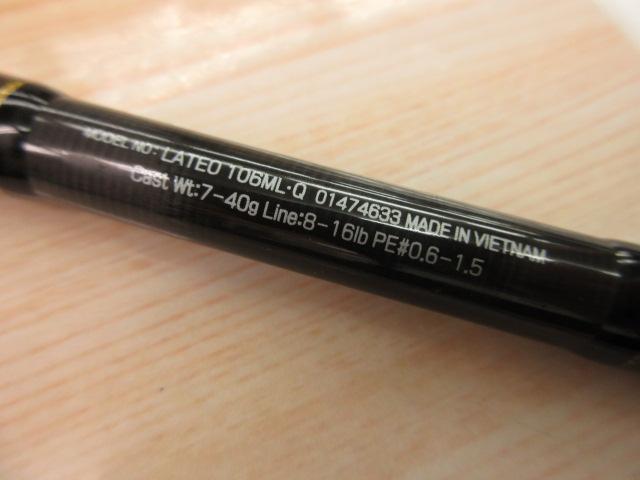 MODEL NO: LATEO 106ML·Q 01474633 MADE IN VIETNAM
Cast Wt:7-40g Line:8-16lb PE#0.6-1.5